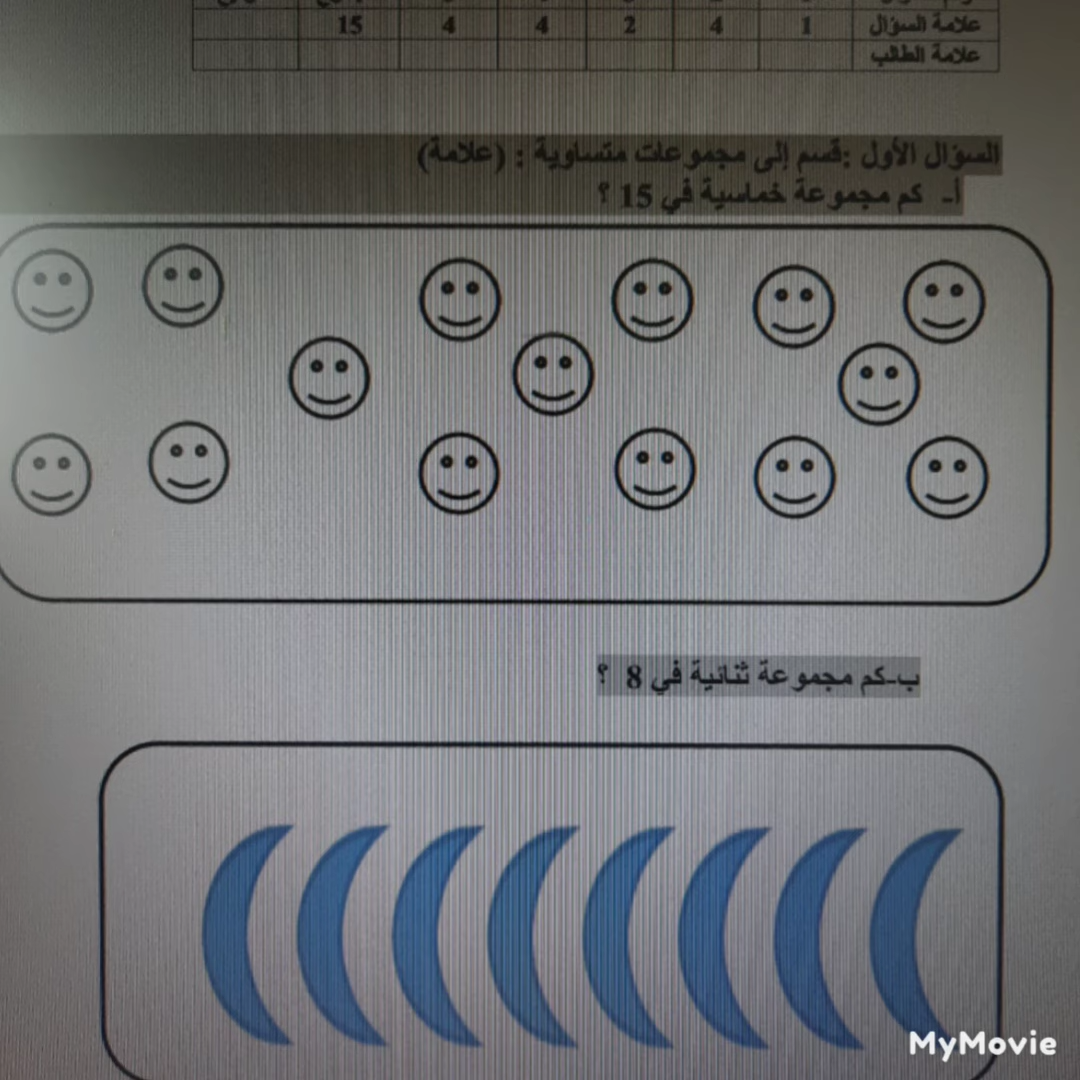 علامة السؤال 1 4 2 4 4 15
علامة الطالب
السؤال الأول :قسم إلى مجموعات متساوية : (علامة)
أ- كم مجموعة خماسية في 15 ؟
ب-كم مجموعة ثنائية في 8 ؟
MyMovie